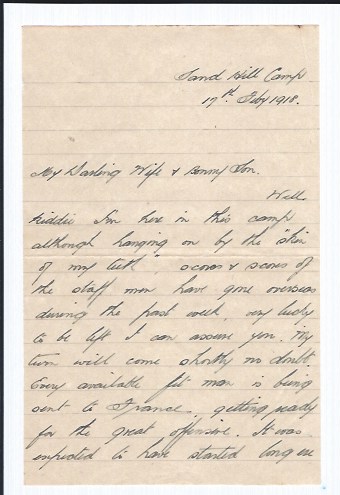 Sand Hill Camp
17th Feby 1918.
My Darling Wife & Bonny Son.
Well
Kiddie I'm here in this camp
although hanging on by the "skin
of my teeth", scores & scores of
the staff men have gone overseas
during the past week, very lucky
to be left I can assure you. My
turn will come shortly no doubt.
Every available fit man is being
sent to France, getting ready
for the great offensive. It was
expected to have started long ere